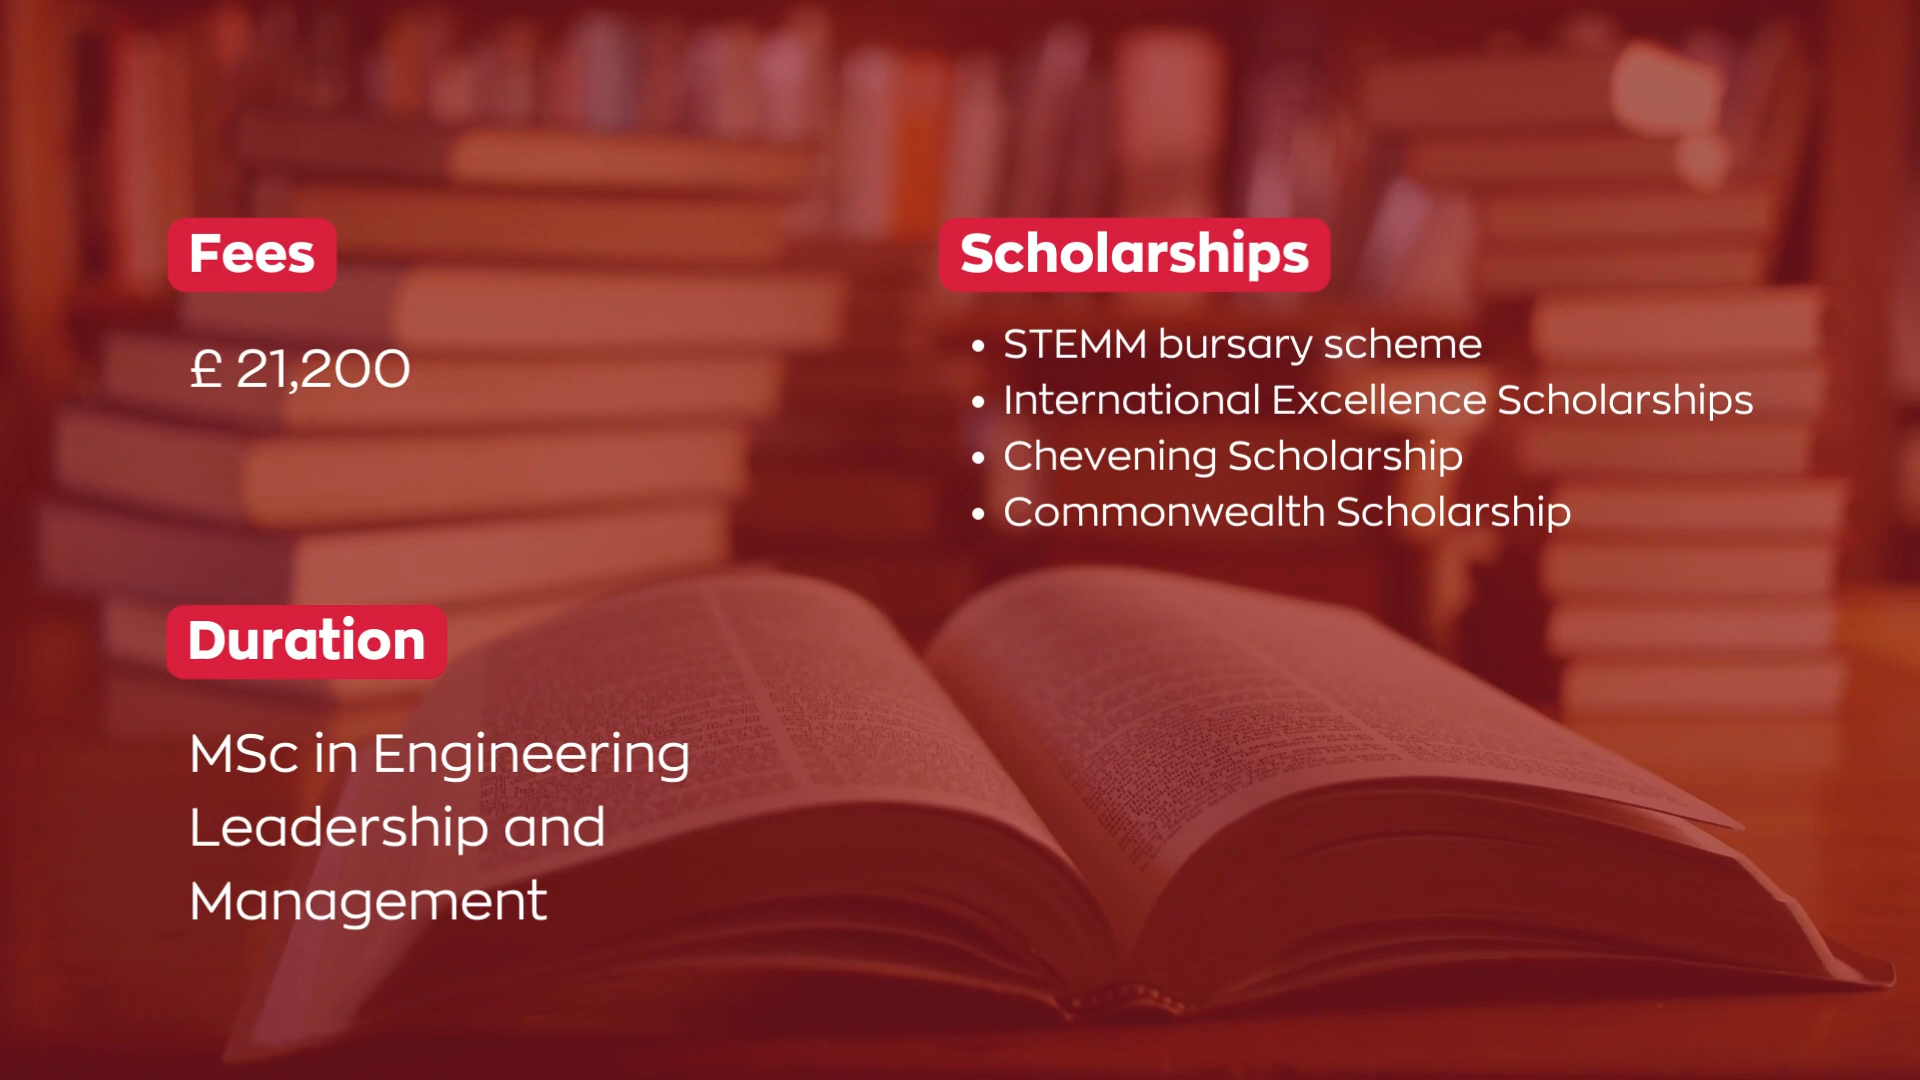 Fees
£ 21,200
Duration
MSc in Engineering
Leadership and
Management
Scholarships
• STEMM bursary scheme
• International Excellence Scholarships
• Chevening Scholarship
• Commonwealth Scholarship